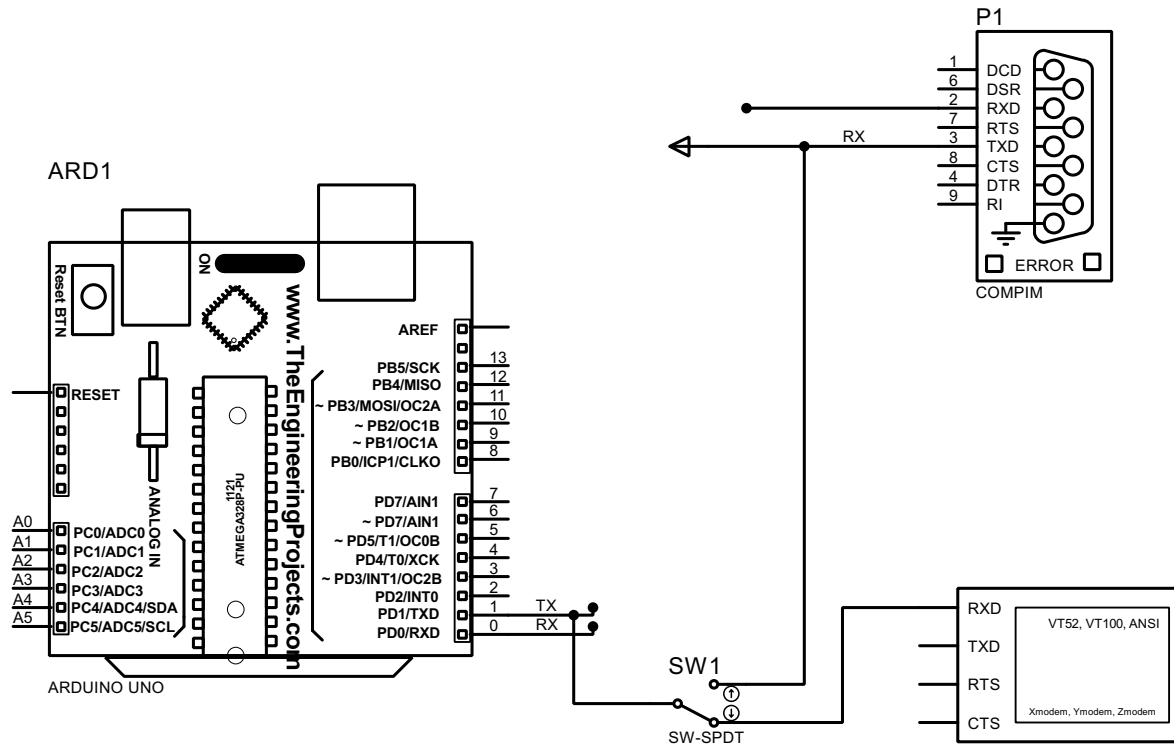 P1
1 DCD
6 DSR
2 RXD
7 RTS
3 TXD
8 CTS
4 DTR
9 RI
RX
ERROR
COMPIM
ARD1
ON
Reset BTN
www.TheEngineeringProjects.com
RESET
ANALOG IN
1121
ATMEGA328P-PU
AREF
PB5/SCK 13
PB4/MISO 12
~ PB3/MOSI/OC2A 11
~ PB2/OC1B 10
~ PB1/OC1A 9
PB0/ICP1/CLKO 8
PD7/AIN1 7
~ PD7/AIN1 6
~ PD5/T1/OC0B 5
PD4/T0/XCK 4
~ PD3/INT1/OC2B 3
PD2/INT0 2
PD1/TXD 1 TX
PD0/RXD 0 RX
A0 PC0/ADC0
A1 PC1/ADC1
A2 PC2/ADC2
A3 PC3/ADC3
A4 PC4/ADC4/SDA
A5 PC5/ADC5/SCL
ARDUINO UNO
SW1
SW-SPDT
RXD
TXD
RTS
CTS
VT52, VT100, ANSI
Xmodem, Ymodem, Zmodem